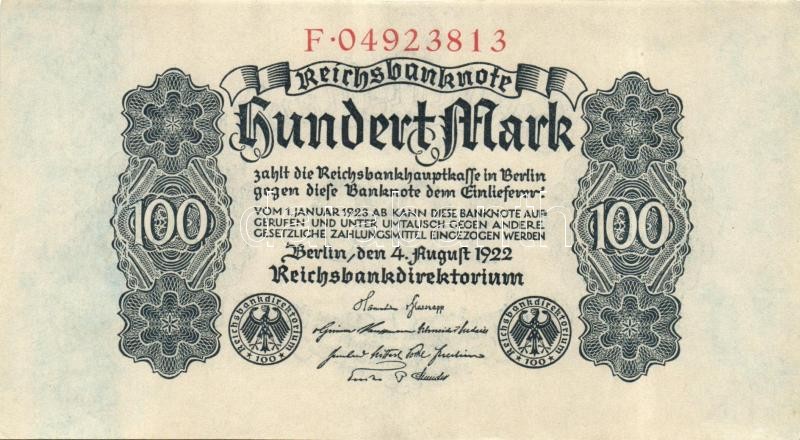 F·04923813
Reichsbanknote
Hundert Mark
zahlt die Reichsbankhauptkasse in Berlin
gegen diese Banknote dem Einlieferer
VOM 1. JANUAR 1923 AB KANN DIESE BANKNOTE AUF-
GERUFEN UND UNTER UMTAUSCH GEGEN ANDERE
GESETZLICHE ZAHLUNGSMITTEL EINGEZOGEN WERDEN
100
100
Berlin, den 4. August 1922
Reichsbankdirektorium
Reichsbankdirektorium
100
Reichsbankdirektorium
100